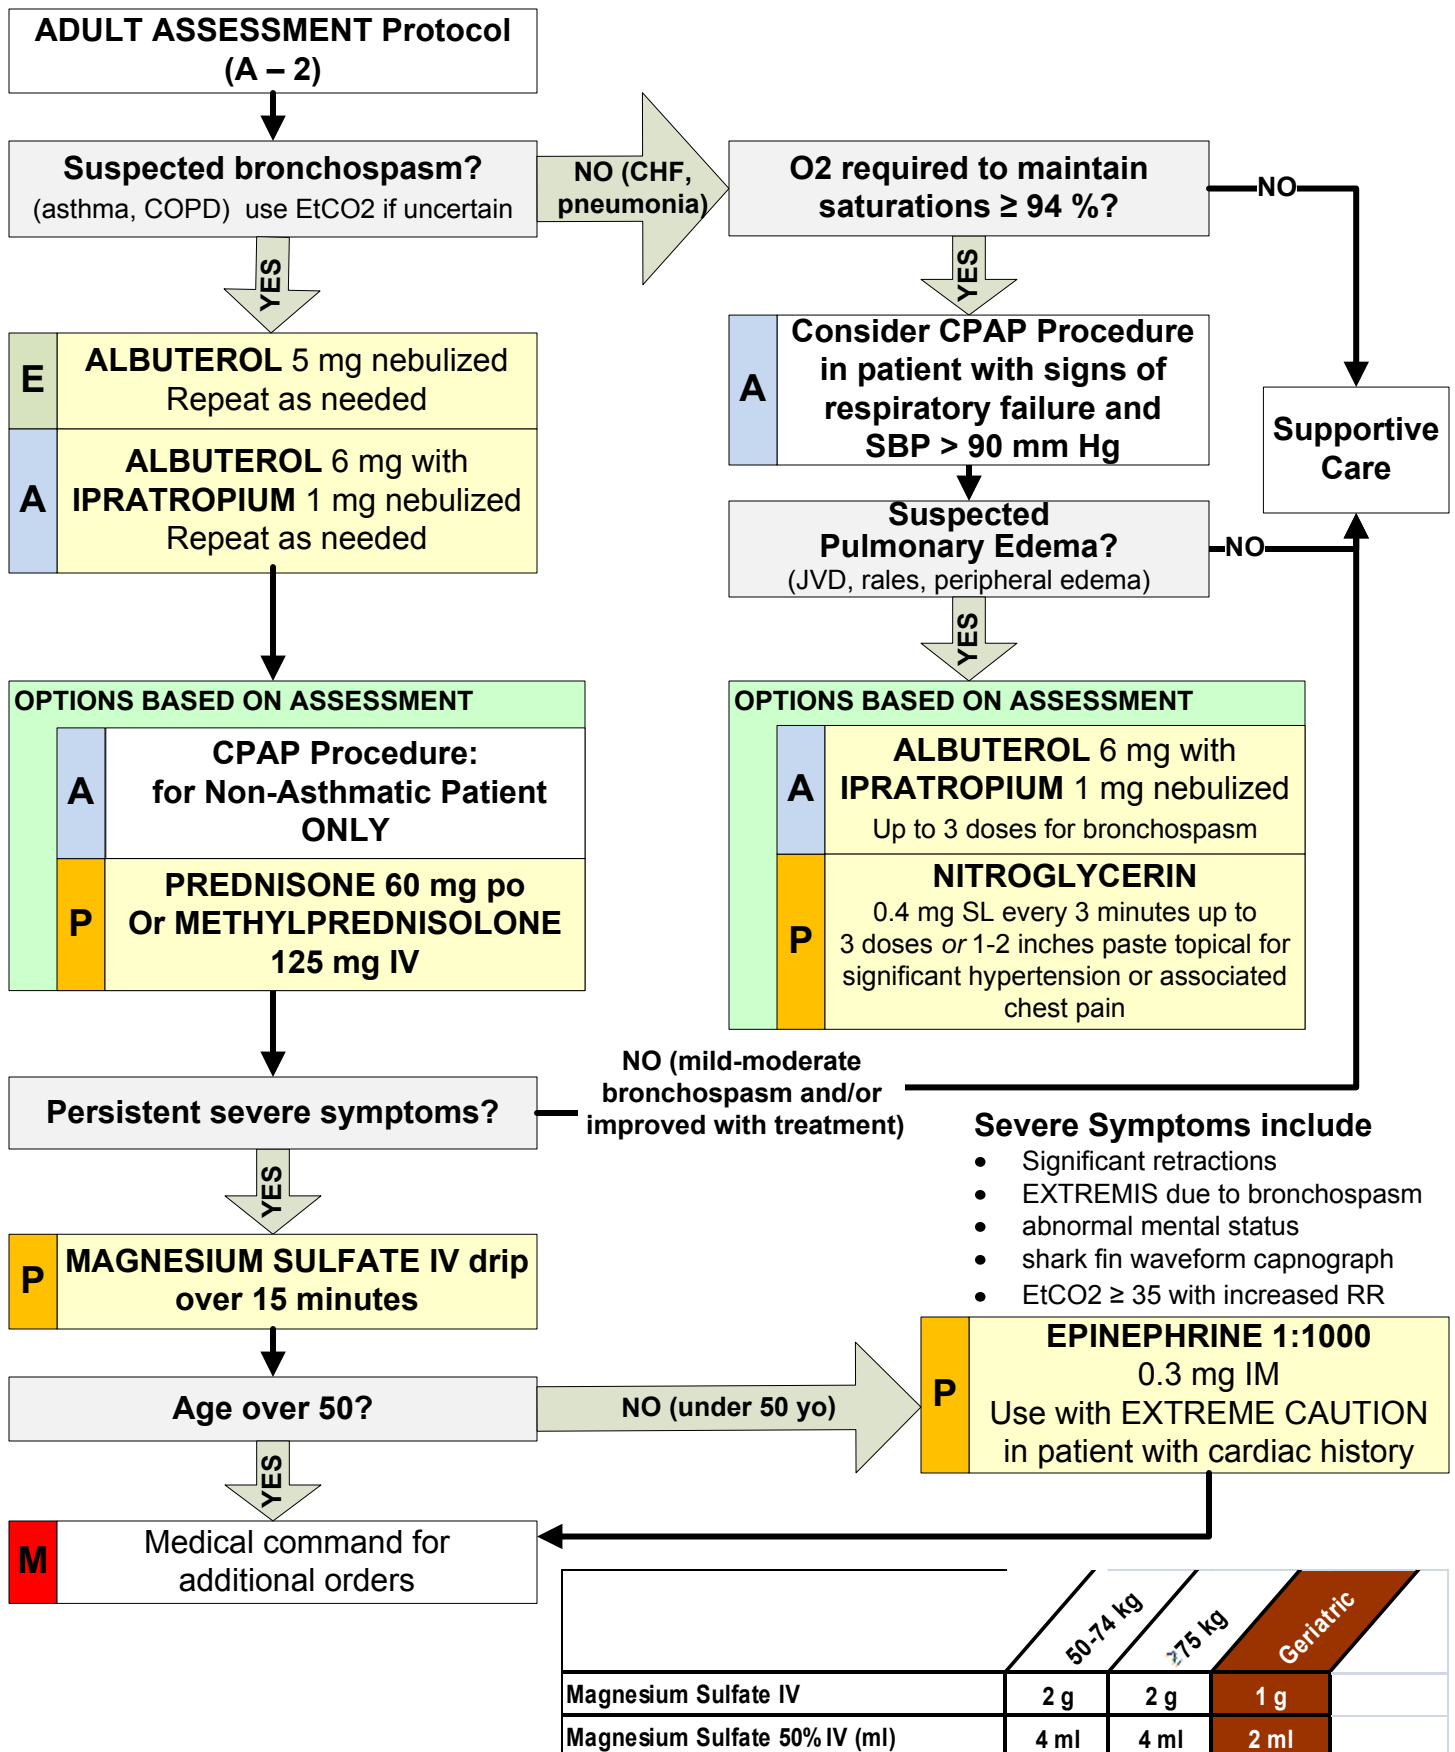 ADULT ASSESSMENT Protocol
(A – 2)
Suspected bronchospasm?
(asthma, COPD)  use EtCO2 if uncertain
NO (CHF,
pneumonia)
O2 required to maintain
saturations ≥ 94 %?
NO
YES
YES
E
ALBUTEROL 5 mg nebulized
Repeat as needed
A
ALBUTEROL 6 mg with
IPRATROPIUM 1 mg nebulized
Repeat as needed
A
Consider CPAP Procedure
in patient with signs of
respiratory failure and
SBP > 90 mm Hg
Supportive
Care
Suspected
Pulmonary Edema?
(JVD, rales, peripheral edema)
NO
YES
OPTIONS BASED ON ASSESSMENT
A
CPAP Procedure:
for Non-Asthmatic Patient
ONLY
P
PREDNISONE 60 mg po
Or METHYLPREDNISOLONE
125 mg IV
OPTIONS BASED ON ASSESSMENT
A
ALBUTEROL 6 mg with
IPRATROPIUM 1 mg nebulized
Up to 3 doses for bronchospasm
P
NITROGLYCERIN
0.4 mg SL every 3 minutes up to
3 doses or 1-2 inches paste topical for
significant hypertension or associated
chest pain
Persistent severe symptoms?
NO (mild-moderate
bronchospasm and/or
improved with treatment)
YES
Severe Symptoms include
• Significant retractions
• EXTREMIS due to bronchospasm
• abnormal mental status
• shark fin waveform capnograph
• EtCO2 ≥ 35 with increased RR
P
MAGNESIUM SULFATE IV drip
over 15 minutes
Age over 50?
NO (under 50 yo)
P
EPINEPHRINE 1:1000
0.3 mg IM
Use with EXTREME CAUTION
in patient with cardiac history
YES
M
Medical command for
additional orders
50-74 kg ≥75 kg Geriatric
Magnesium Sulfate IV 2 g 2 g 1 g
Magnesium Sulfate 50% IV (ml) 4 ml 4 ml 2 ml